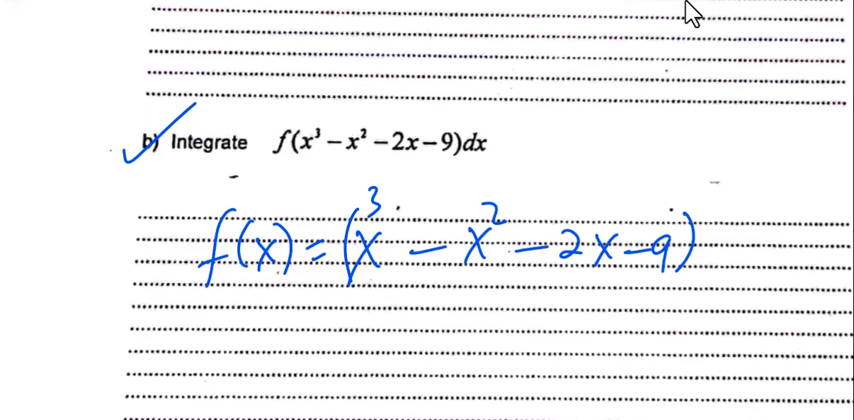 b) Integrate f(x³ – x² – 2x – 9)dx
f(x) = (x³ – x² – 2x – 9)